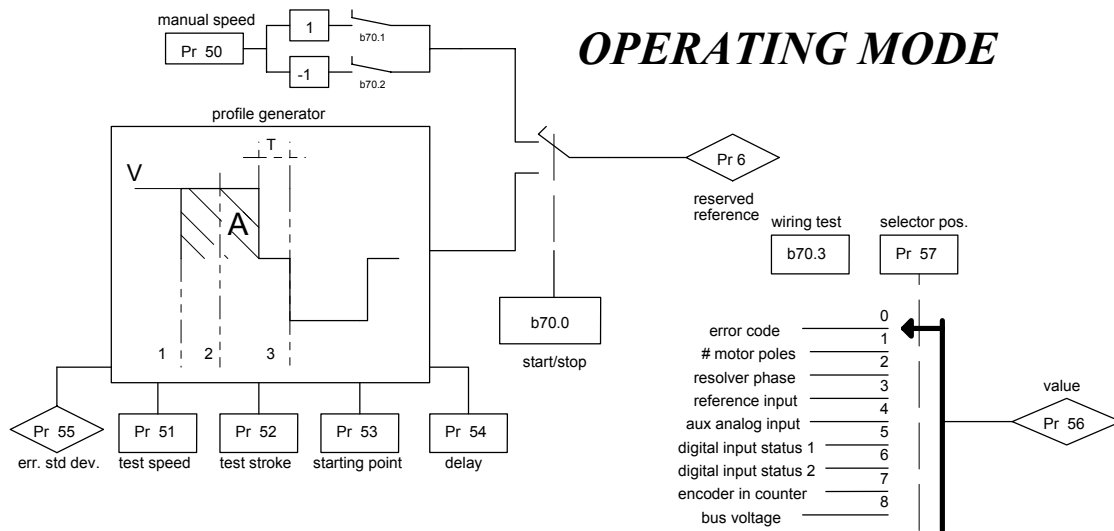 OPERATING MODE
manual speed
Pr 50
1
b70.1
-1
b70.2
profile generator
T
V
A
1
2
3
Pr 6
reserved
reference
b70.0
start/stop
Pr 55
err. std dev.
Pr 51
test speed
Pr 52
test stroke
Pr 53
starting point
Pr 54
delay
wiring test
b70.3
selector pos.
Pr 57
0
error code
1
# motor poles
2
resolver phase
3
reference input
4
aux analog input
5
digital input status 1
6
digital input status 2
7
encoder in counter
8
bus voltage
value
Pr 56